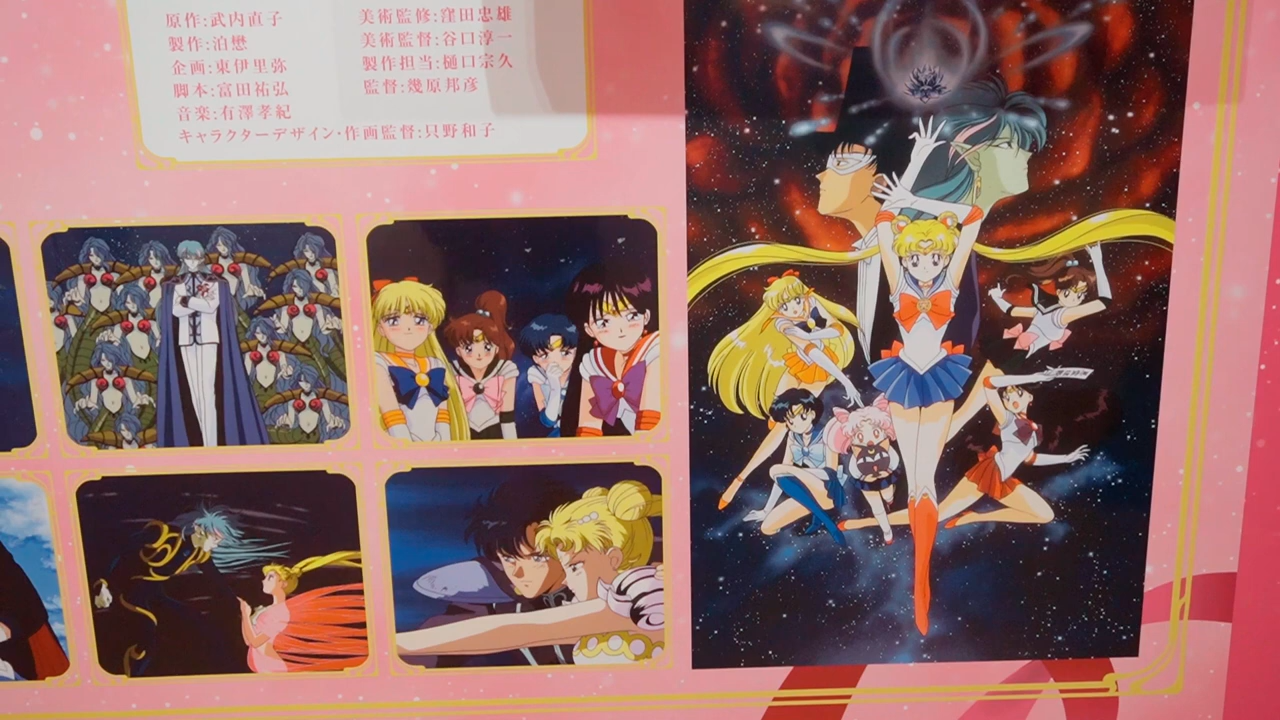 原作:武内直子
製作:泊懋
企画:東伊里弥
脚本:富田祐弘
音楽:有澤孝紀
キャラクターデザイン・作画監督:只野和子
美術監修:窪田忠雄
美術監督:谷口淳一
製作担当:樋口宗久
監督:幾原邦彦